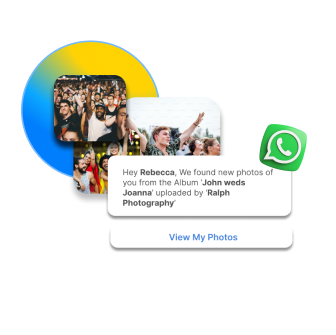 Hey Rebecca, We found new photos of
you from the Album 'John weds
Joanna' uploaded by 'Ralph
Photography'
View My Photos